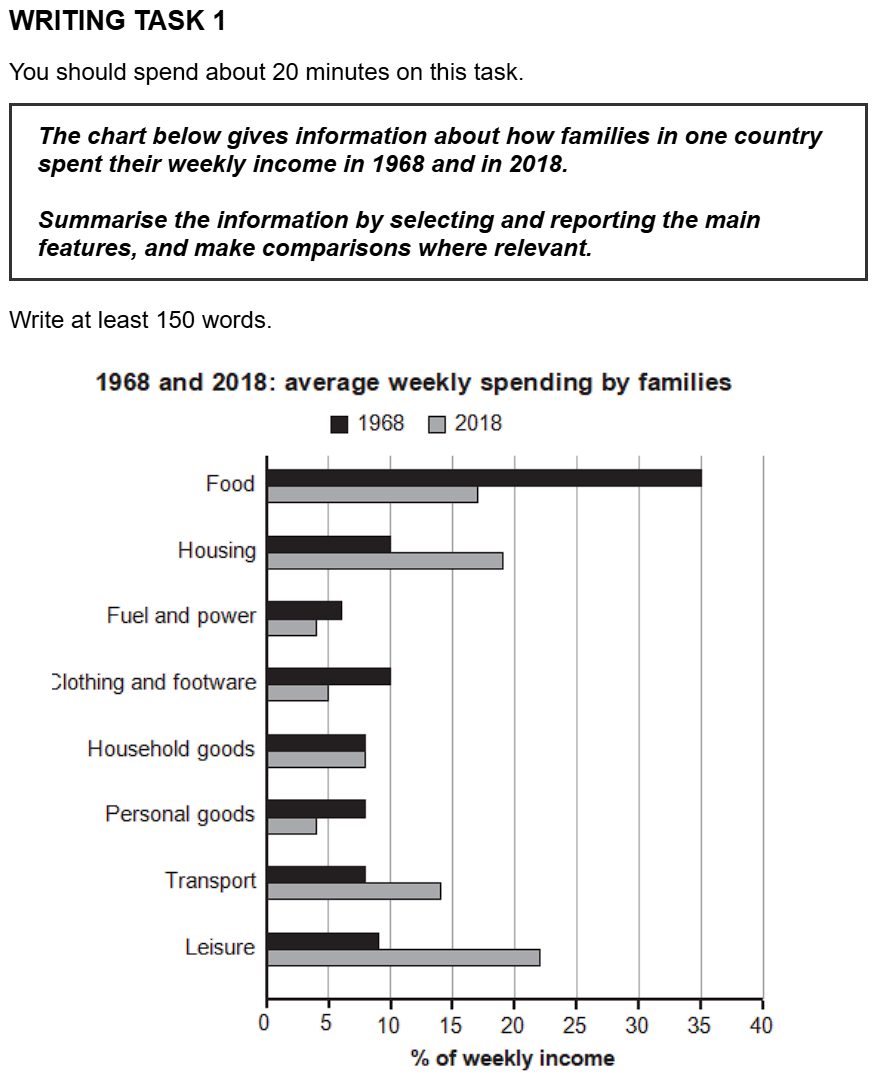 WRITING TASK 1
You should spend about 20 minutes on this task.
The chart below gives information about how families in one country
spent their weekly income in 1968 and in 2018.
Summarise the information by selecting and reporting the main
features, and make comparisons where relevant.
Write at least 150 words.
1968 and 2018: average weekly spending by families
1968 2018
Food
Housing
Fuel and power
Clothing and footware
Household goods
Personal goods
Transport
Leisure
0 5 10 15 20 25 30 35 40
% of weekly income